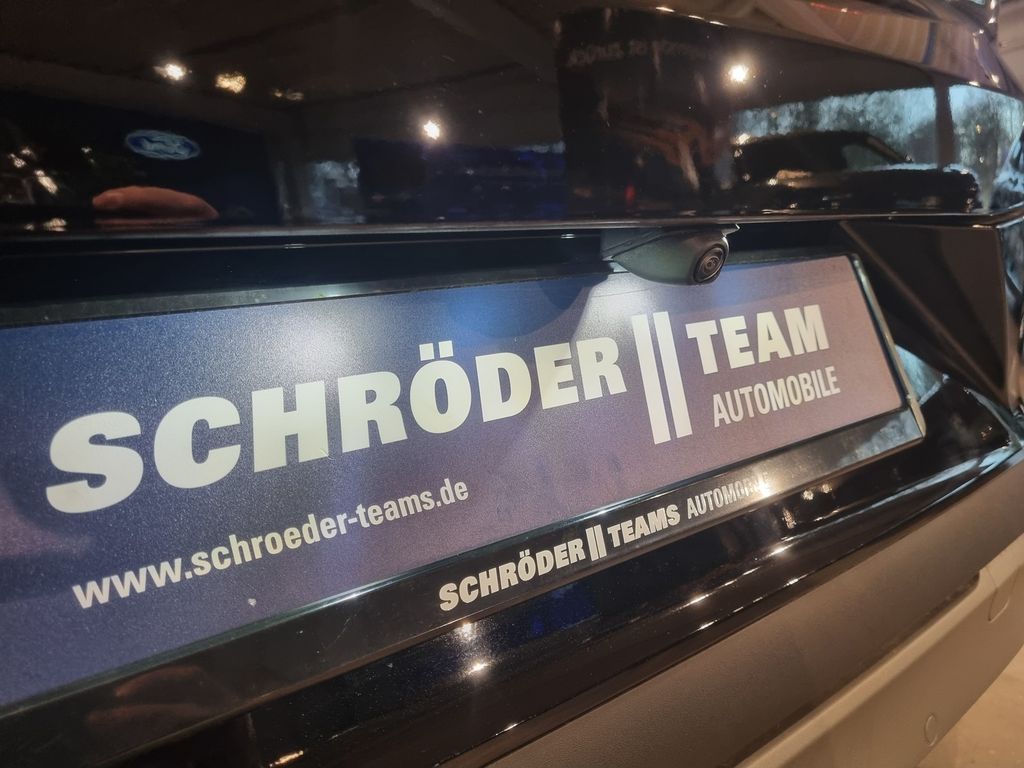 SCHRÖDER || TEAM
AUTOMOBILE
www.schroeder-teams.de
SCHRÖDER || TEAMS AUTOMOBILE